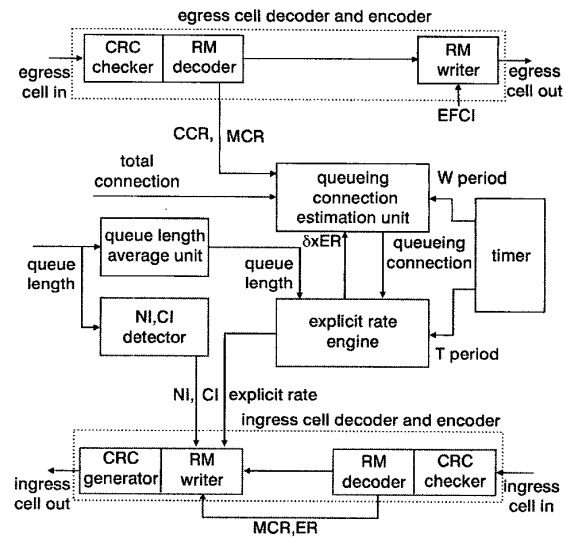 egress cell decoder and encoder
CRC
checker
RM
decoder
RM
writer
egress
cell in
egress
cell out
EFCI
CCR, MCR
total
connection
queueing
connection
estimation unit
W period
δxER
queueing
connection
timer
queue length
average unit
queue
length
queue
length
NI,CI
detector
explicit rate
engine
T period
NI, CI explicit rate
ingress cell decoder and encoder
CRC
generator
RM
writer
RM
decoder
CRC
checker
ingress
cell out
ingress
cell in
MCR,ER